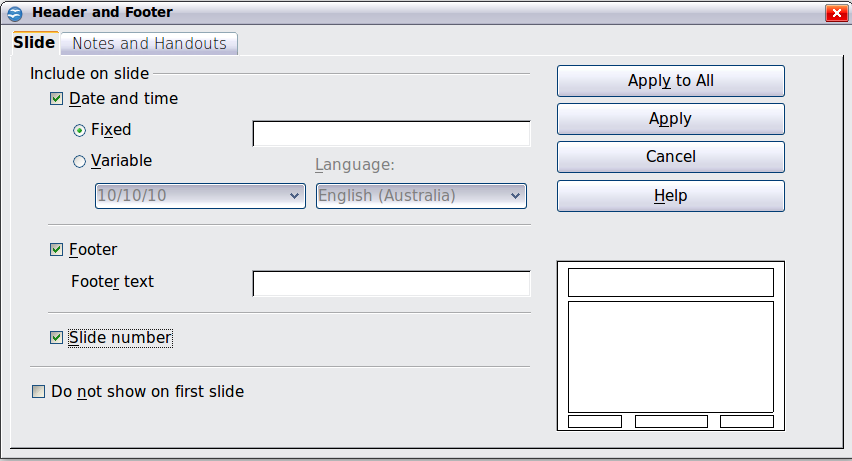 Header and Footer
Slide
Notes and Handouts
Include on slide
Date and time
Fixed
Variable
Language:
10/10/10
English (Australia)
Footer
Footer text
Slide number
Do not show on first slide
Apply to All
Apply
Cancel
Help